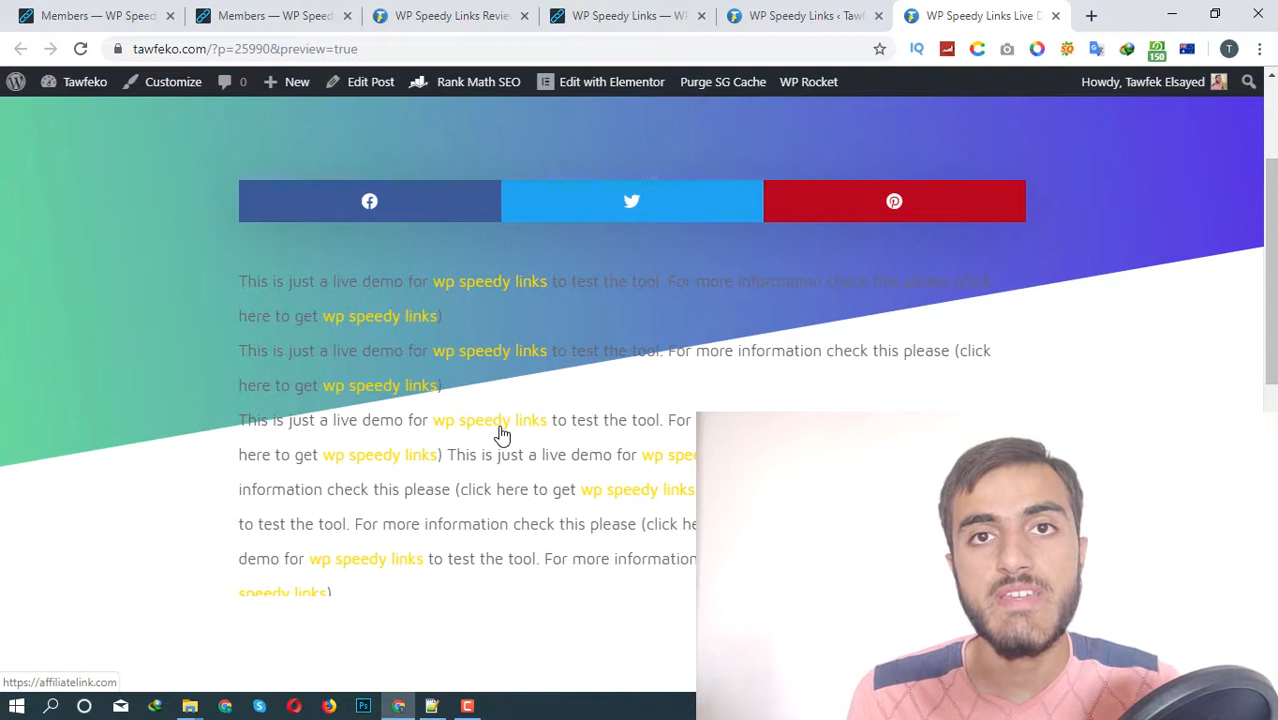 Members — WP Speed
Members — WP Speed
WP Speedy Links Revie
WP Speedy Links — W
WP Speedy Links ‹ Tawf
WP Speedy Links Live D
tawfeko.com/?p=25990&preview=true
IQ
150
T
Tawfeko
Customize
0
New
Edit Post
Rank Math SEO
Edit with Elementor
Purge SG Cache
WP Rocket
Howdy, Tawfek Elsayed
This is just a live demo for wp speedy links to test the tool. For more information check this please (click
here to get wp speedy links)
This is just a live demo for wp speedy links to test the tool. For more information check this please (click
here to get wp speedy links)
This is just a live demo for wp speedy links to test the tool. For
here to get wp speedy links) This is just a live demo for wp spee
information check this please (click here to get wp speedy links
to test the tool. For more information check this please (click he
demo for wp speedy links to test the tool. For more information
speedy links)
https://affiliatelink.com
Ps